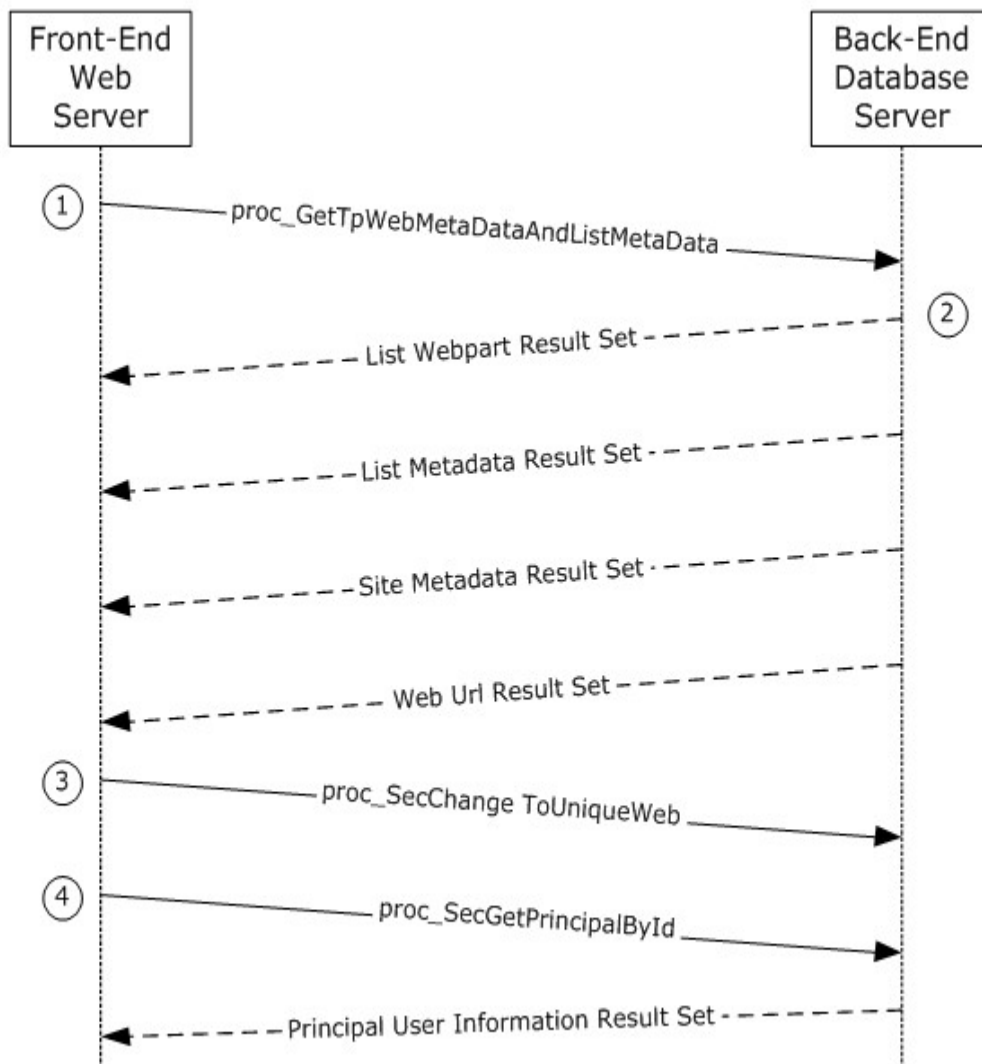 Front-End
Web
Server
Back-End
Database
Server
1
proc_GetTpWebMetaDataAndListMetaData
2
List Webpart Result Set
List Metadata Result Set
Site Metadata Result Set
Web Url Result Set
3
proc_SecChange ToUniqueWeb
4
proc_SecGetPrincipalById
Principal User Information Result Set